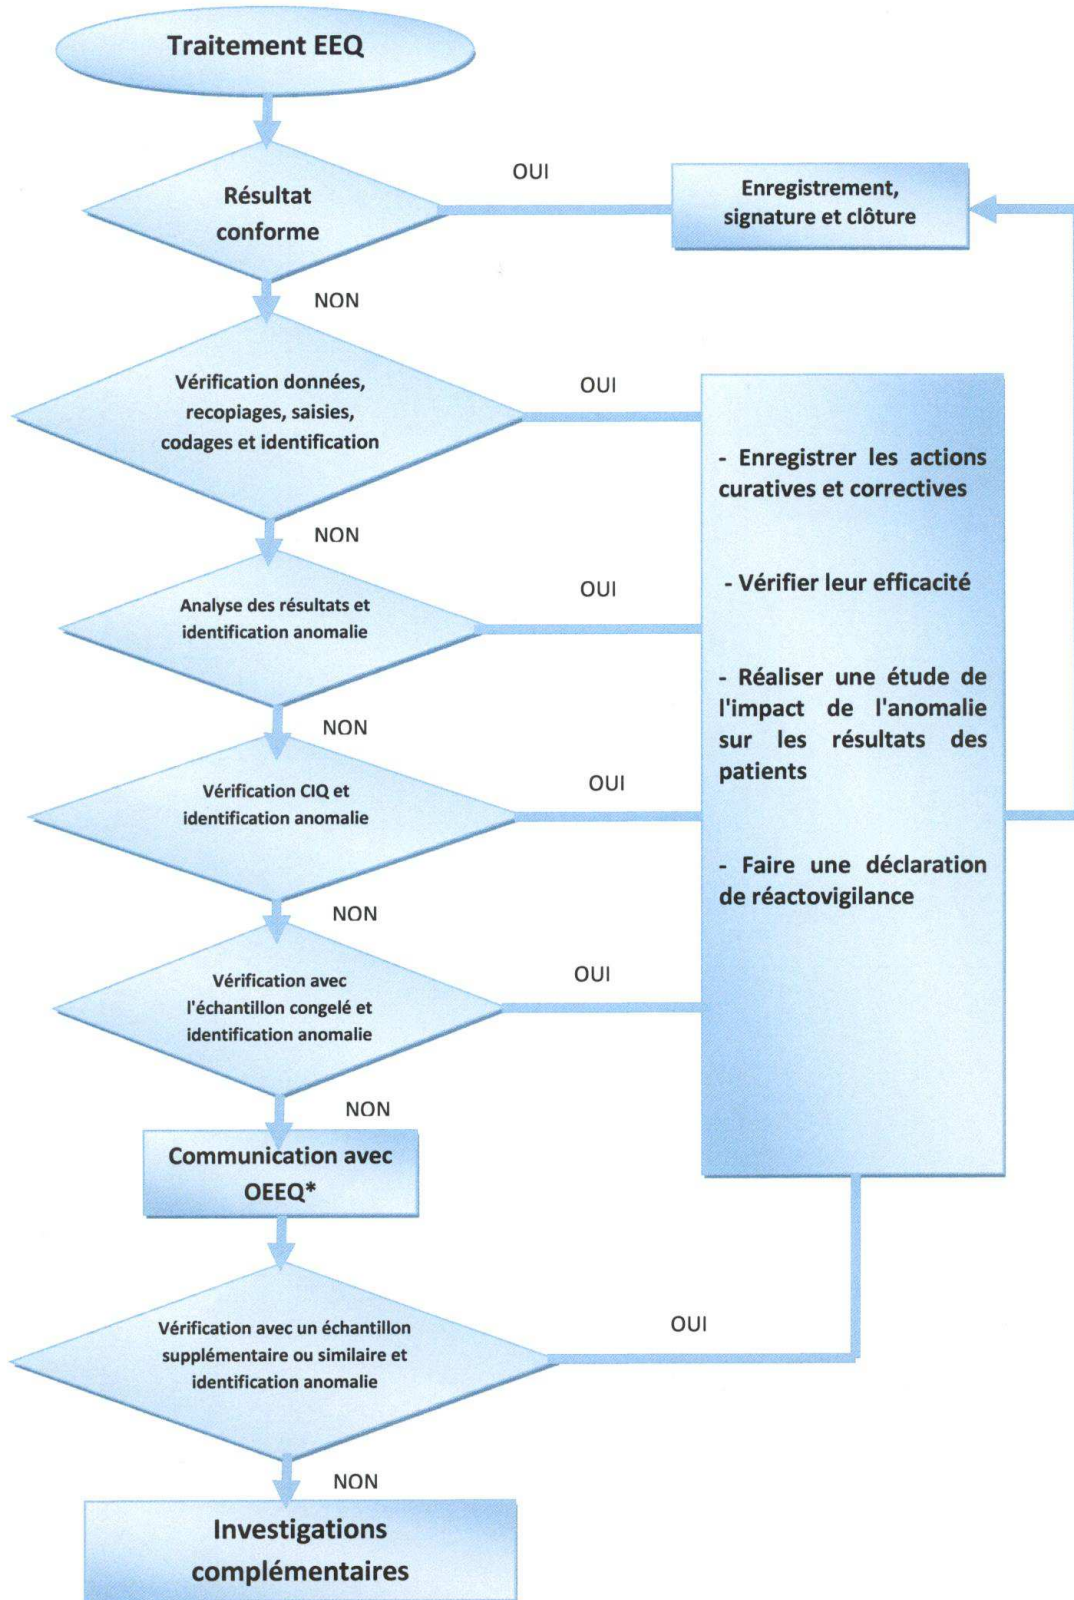 Traitement EEQ
OUI
Résultat
conforme
Enregistrement,
signature et clôture
NON
Vérification données,
recopiages, saisies,
codages et identification
OUI
NON
- Enregistrer les actions
curatives et correctives
- Vérifier leur efficacité
- Réaliser une étude de
l'impact de l'anomalie
sur les résultats des
patients
- Faire une déclaration
de réactovigilance
Analyse des résultats et
identification anomalie
OUI
NON
Vérification CIQ et
identification anomalie
OUI
NON
Vérification avec
l'échantillon congelé et
identification anomalie
OUI
NON
Communication avec
OEEQ*
Vérification avec un échantillon
supplémentaire ou similaire et
identification anomalie
OUI
NON
Investigations
complémentaires